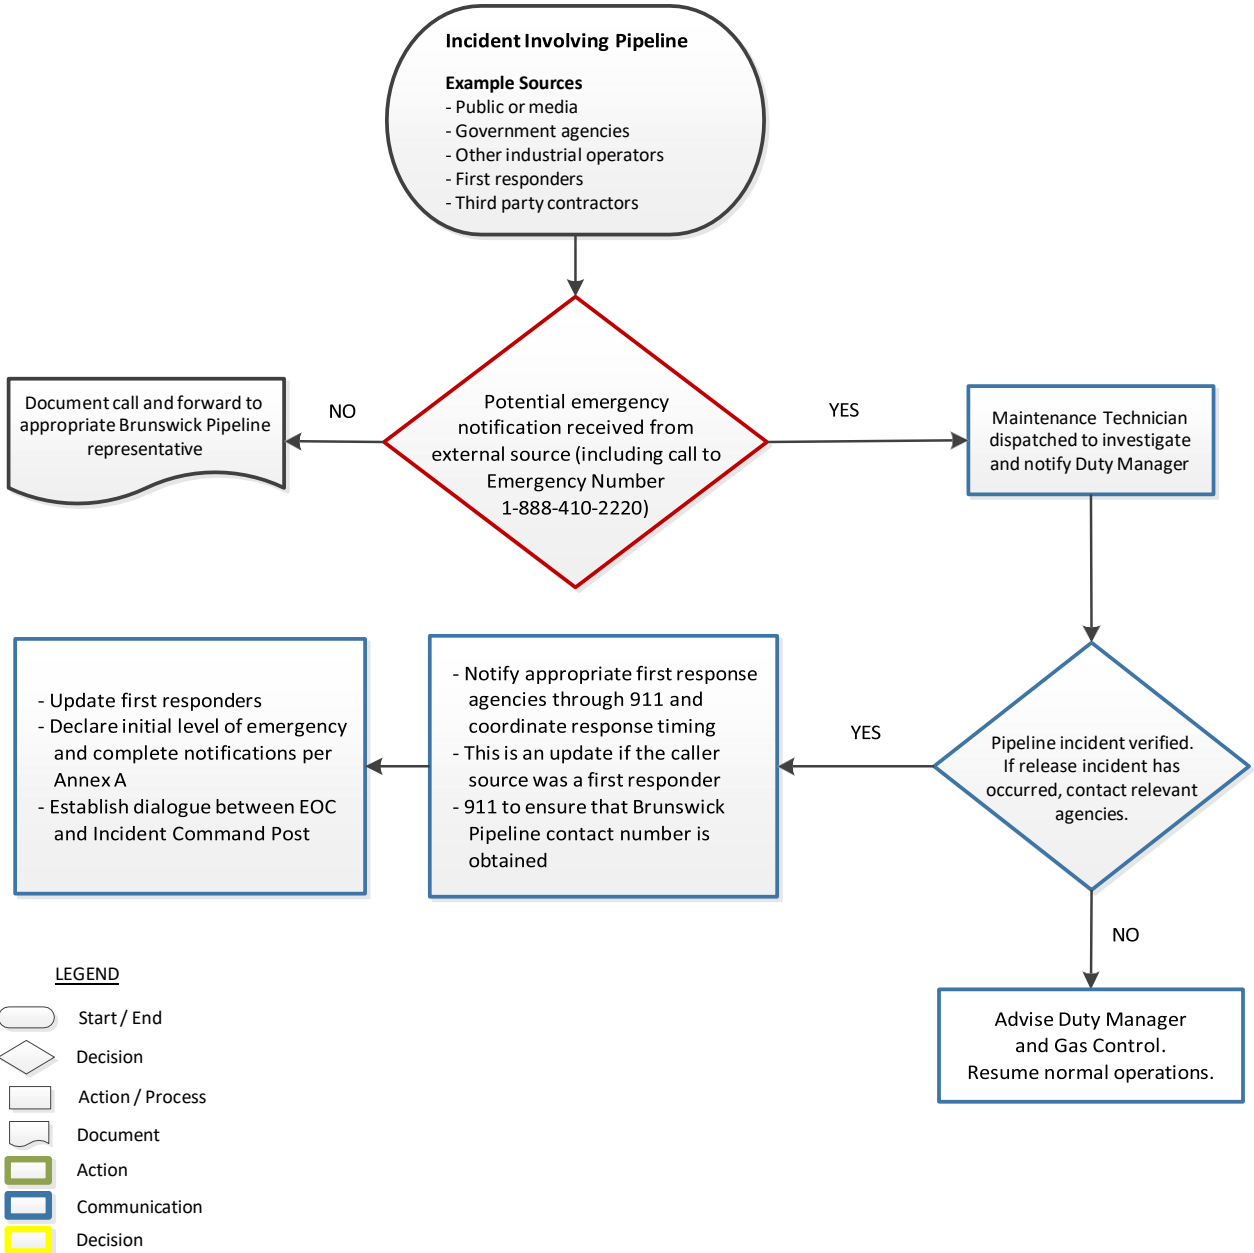 Incident Involving Pipeline
Example Sources
- Public or media
- Government agencies
- Other industrial operators
- First responders
- Third party contractors
Potential emergency
notification received from
external source (including call to
Emergency Number
1-888-410-2220)
NO
YES
Document call and forward to
appropriate Brunswick Pipeline
representative
Maintenance Technician
dispatched to investigate
and notify Duty Manager
Pipeline incident verified.
If release incident has
occurred, contact relevant
agencies.
YES
- Notify appropriate first response
agencies through 911 and
coordinate response timing
- This is an update if the caller
source was a first responder
- 911 to ensure that Brunswick
Pipeline contact number is
obtained
- Update first responders
- Declare initial level of emergency
and complete notifications per
Annex A
- Establish dialogue between EOC
and Incident Command Post
NO
Advise Duty Manager
and Gas Control.
Resume normal operations.
LEGEND
Start / End
Decision
Action / Process
Document
Action
Communication
Decision